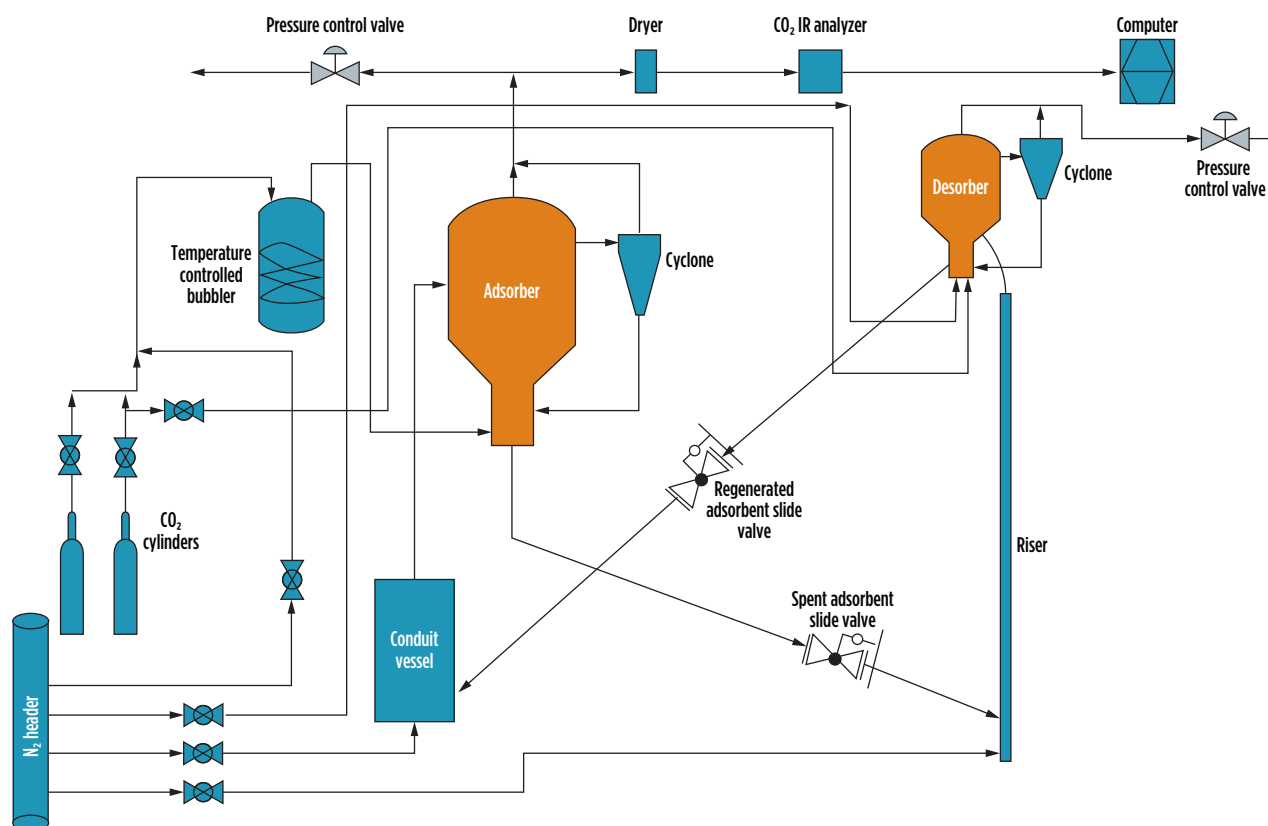 Pressure control valve
Dryer
CO₂ IR analyzer
Computer
Desorber
Cyclone
Pressure
control valve
Temperature
controlled
bubbler
Adsorber
Cyclone
Regenerated
adsorbent slide
valve
CO₂
cylinders
Riser
Spent adsorbent
slide valve
Conduit
vessel
N₂ header